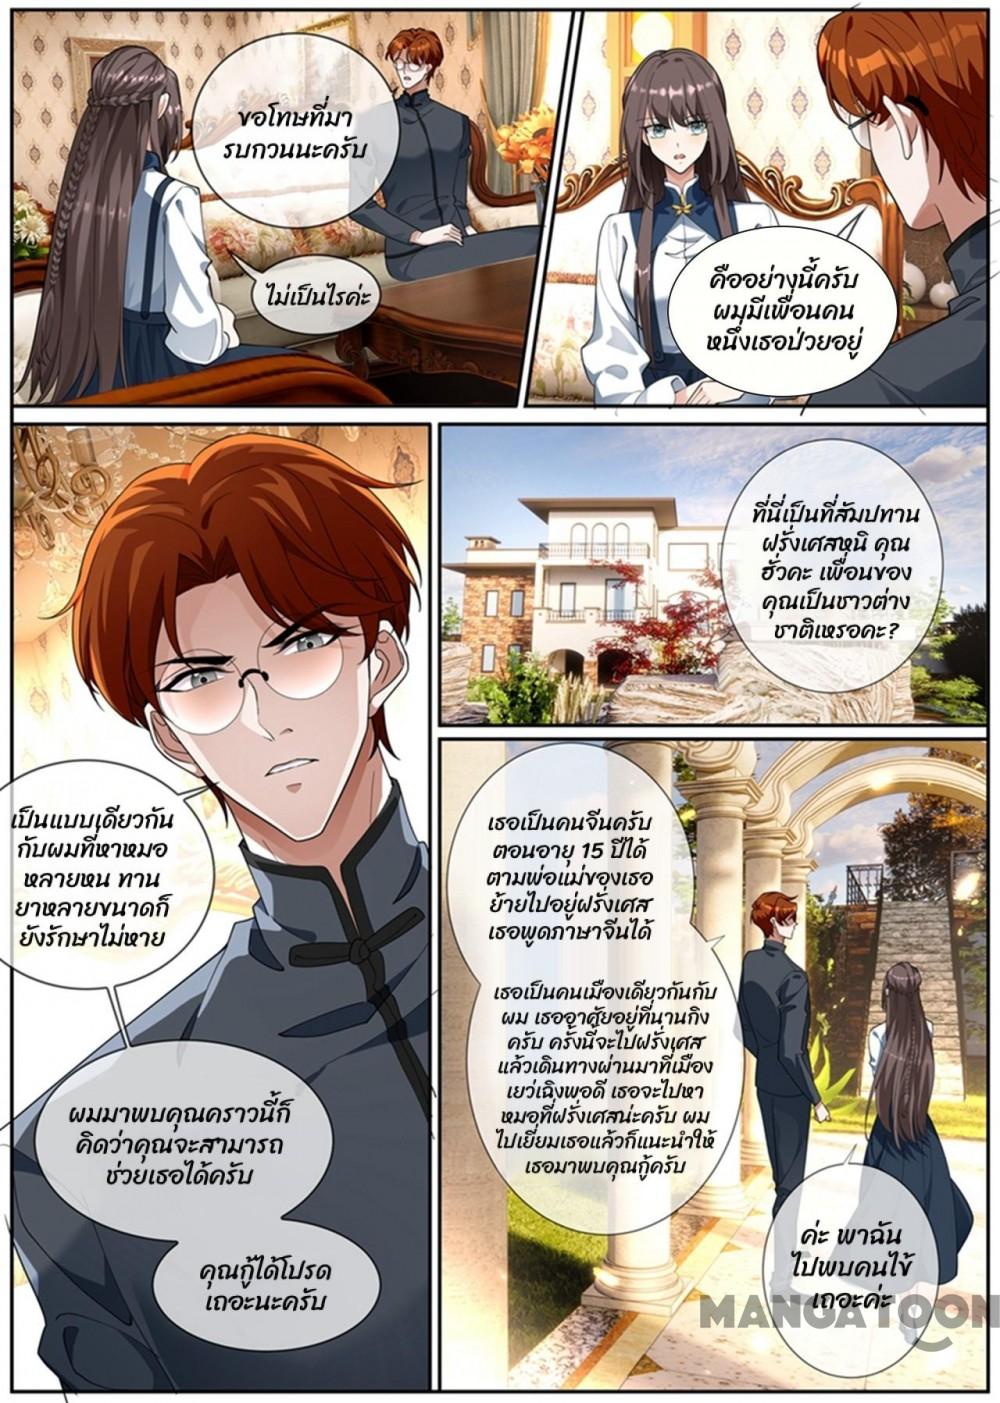 ขอโทษที่มา
รบกวนนะครับ
ไม่เป็นไรค่ะ
คืออย่างนี้ครับ
ผมมีเพื่อนคน
หนึ่งเธอป่วยอยู่
เป็นแบบเดียวกัน
กับผมที่หาหมอ
หลายหน ทาน
ยาหลายขนาดก็
ยังรักษาไม่หาย
ผมมาพบคุณคราวนี้ก็
คิดว่าคุณจะสามารถ
ช่วยเธอได้ครับ
คุณกู้ได้โปรด
เถอะนะครับ
ที่นี่เป็นที่สัมปทาน
ฝรั่งเศสหนิ คุณ
ฮั่วคะ เพื่อนของ
คุณเป็นชาวต่าง
ชาติเหรอคะ?
เธอเป็นคนจีนครับ
ตอนอายุ 15 ปีได้
ตามพ่อแม่ของเธอ
ย้ายไปอยู่ฝรั่งเศส
เธอพูดภาษาจีนได้
เธอเป็นคนเมืองเดียวกันกับ
ผม เธออาศัยอยู่ที่นานกิง
ครับ ครั้งนี้จะไปฝรั่งเศส
แล้วเดินทางผ่านมาที่เมือง
เยว่เฉิงพอดี เธอจะไปหา
หมอที่ฝรั่งเศสน่ะครับ ผม
ไปเยี่ยมเธอแล้วก็แนะนำให้
เธอมาพบคุณกู้ครับ
ค่ะ พาฉัน
ไปพบคนไข้
เถอะค่ะ
MANGATOON